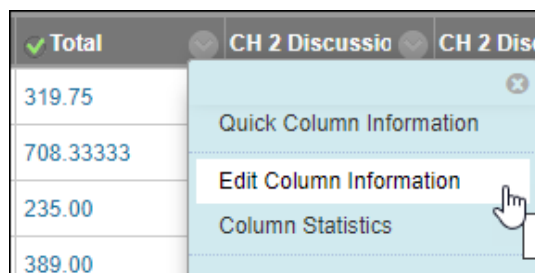 Total CH 2 Discussio CH 2 Dis
319.75
708.33333
235.00
389.00
Quick Column Information
Edit Column Information
Column Statistics